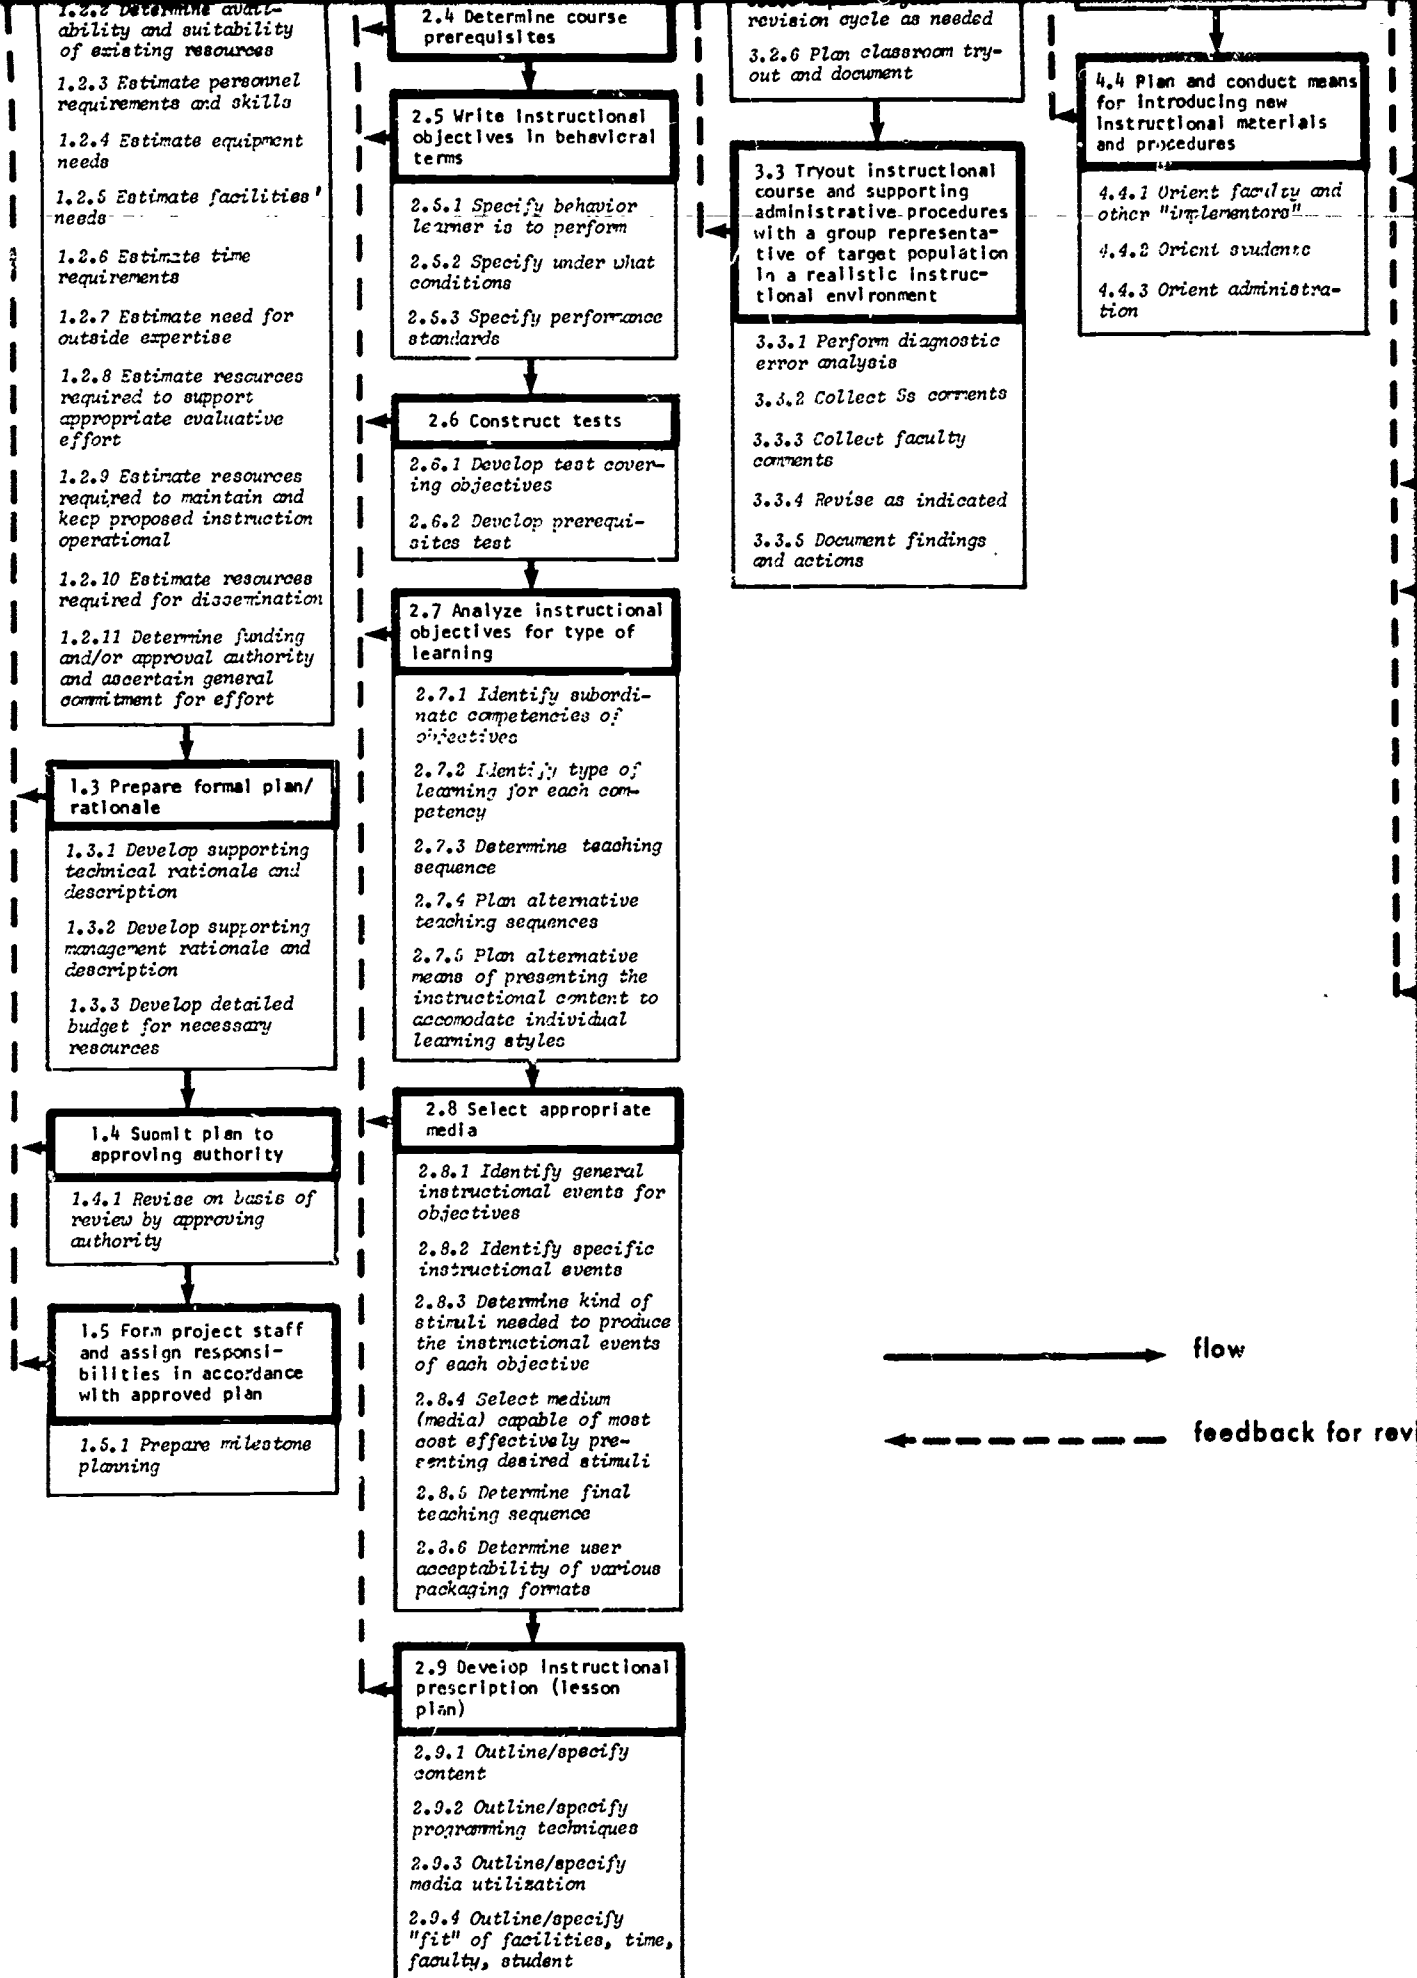 1.2.2 Determine avail-
ability and suitability
of existing resources
1.2.3 Estimate personnel
requirements and skills
1.2.4 Estimate equipment
needs
1.2.5 Estimate facilities'
needs
1.2.6 Estimate time
requirements
1.2.7 Estimate need for
outside expertise
1.2.8 Estimate resources
required to support
appropriate evaluative
effort
1.2.9 Estimate resources
required to maintain and
keep proposed instruction
operational
1.2.10 Estimate resources
required for dissemination
1.2.11 Determine funding
and/or approval authority
and ascertain general
commitment for effort
1.3 Prepare formal plan/
rationale
1.3.1 Develop supporting
technical rationale and
description
1.3.2 Develop supporting
management rationale and
description
1.3.3 Develop detailed
budget for necessary
resources
1.4 Submit plan to
approving authority
1.4.1 Revise on basis of
review by approving
authority
1.5 Form project staff
and assign responsi-
bilities in accordance
with approved plan
1.5.1 Prepare milestone
planning
2.4 Determine course
prerequisites
2.5 Write instructional
objectives in behavioral
terms
2.5.1 Specify behavior
learner is to perform
2.5.2 Specify under what
conditions
2.5.3 Specify performance
standards
2.6 Construct tests
2.6.1 Develop test cover-
ing objectives
2.6.2 Develop prerequi-
sites test
2.7 Analyze instructional
objectives for type of
learning
2.7.1 Identify subordi-
nate competencies of
objectives
2.7.2 Identify type of
learning for each com-
petency
2.7.3 Determine teaching
sequence
2.7.4 Plan alternative
teaching sequences
2.7.5 Plan alternative
means of presenting the
instructional content to
accomodate individual
learning styles
2.8 Select appropriate
media
2.8.1 Identify general
instructional events for
objectives
2.8.2 Identify specific
instructional events
2.8.3 Determine kind of
stimuli needed to produce
the instructional events
of each objective
2.8.4 Select medium
(media) capable of most
cost effectively pre-
senting desired stimuli
2.8.5 Determine final
teaching sequence
2.8.6 Determine user
acceptability of various
packaging formats
2.9 Develop instructional
prescription (lesson
plan)
2.9.1 Outline/specify
content
2.9.2 Outline/specify
programming techniques
2.9.3 Outline/specify
media utilization
2.9.4 Outline/specify
"fit" of facilities, time,
faculty, student
revision cycle as needed
3.2.6 Plan classroom try-
out and document
3.3 Tryout instructional
course and supporting
administrative procedures
with a group representa-
tive of target population
in a realistic instruc-
tional environment
3.3.1 Perform diagnostic
error analysis
3.3.2 Collect Ss comments
3.3.3 Collect faculty
comments
3.3.4 Revise as indicated
3.3.5 Document findings
and actions
4.4 Plan and conduct means
for introducing new
instructional materials
and procedures
4.4.1 Orient faculty and
other "implementors"
4.4.2 Orient students
4.4.3 Orient administra-
tion
flow
feedback for revi